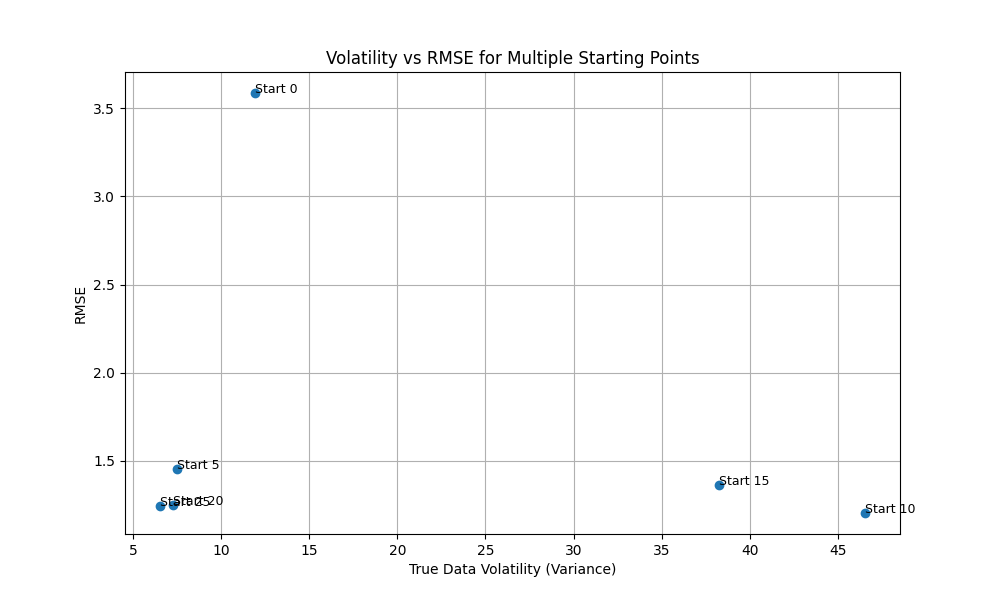 Volatility vs RMSE for Multiple Starting Points
RMSE
3.5
3.0
2.5
2.0
1.5
Start 0
Start 5
Start 25
Start 20
Start 15
Start 10
5 10 15 20 25 30 35 40 45
True Data Volatility (Variance)